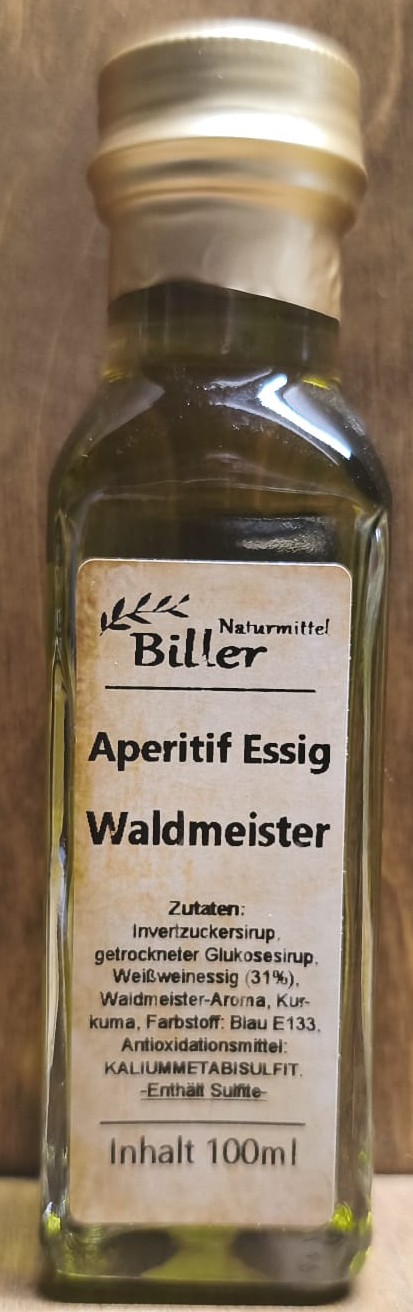 Naturmittel
Biller
Aperitif Essig
Waldmeister
Zutaten:
Invertzuckersirup,
getrockneter Glukosesirup,
Weißweinessig (31%),
Waldmeister-Aroma, Kur-
kuma, Farbstoff: Blau E133,
Antioxidationsmittel:
KALIUMMETABISULFIT.
-Enthält Sulfite-
Inhalt 100ml